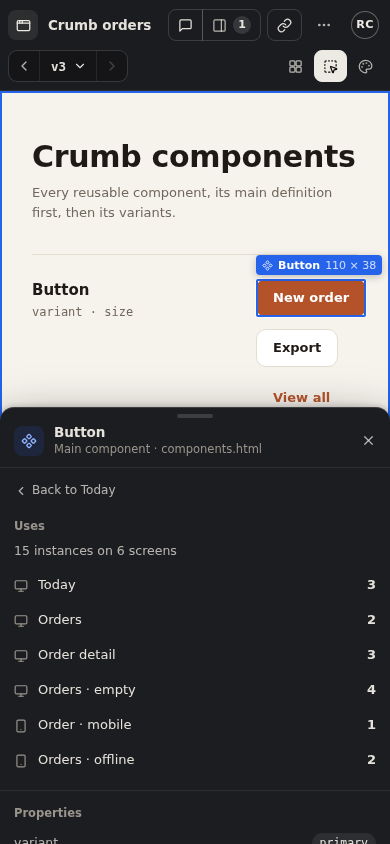 Crumb orders
1
RC
v3
Crumb components
Every reusable component, its main definition
first, then its variants.
Button 110 × 38
Button
variant · size
New order
Export
View all
Button
Main component · components.html
Back to Today
Uses
15 instances on 6 screens
Today 3
Orders 2
Order detail 3
Orders · empty 4
Order · mobile 1
Orders · offline 2
Properties
variant primary